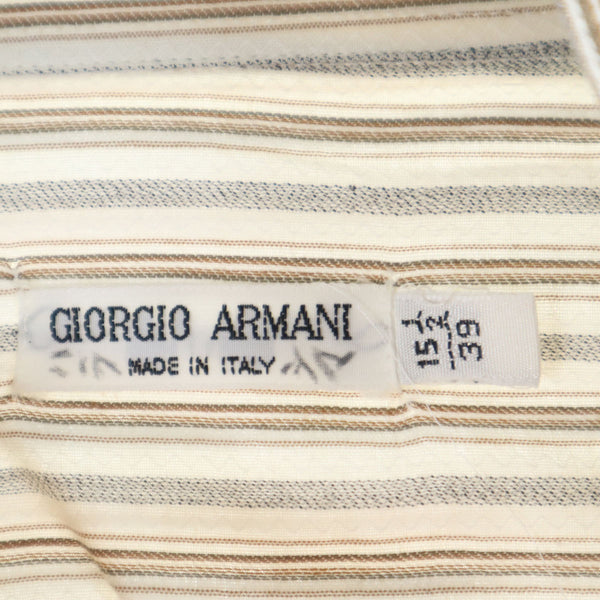 GIORGIO ARMANI
MADE IN ITALY
15 1/2
39